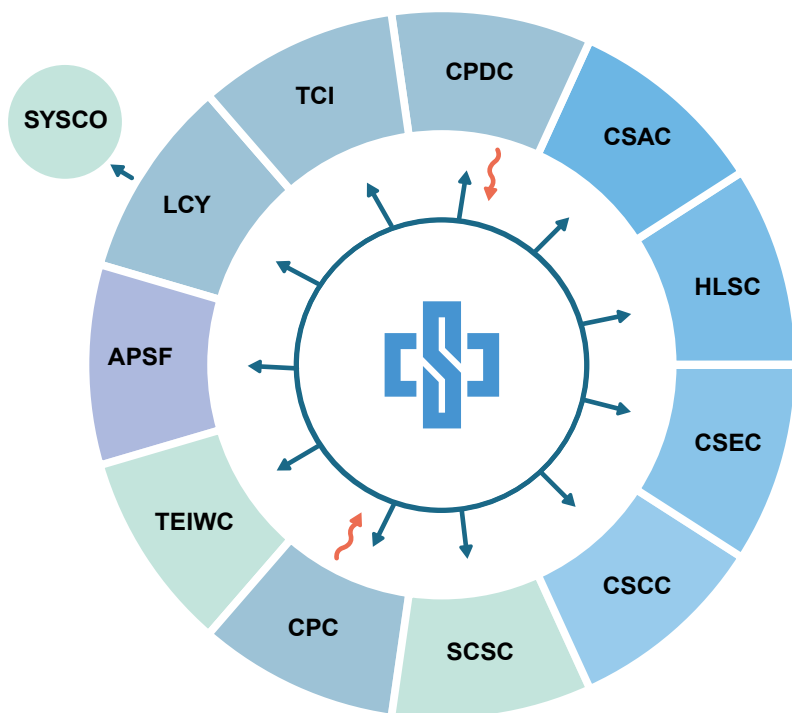 CPDC
TCI
CSAC
SYSCO
LCY
HLSC
APSF
CSEC
TEIWC
CSCC
CPC
SCSC